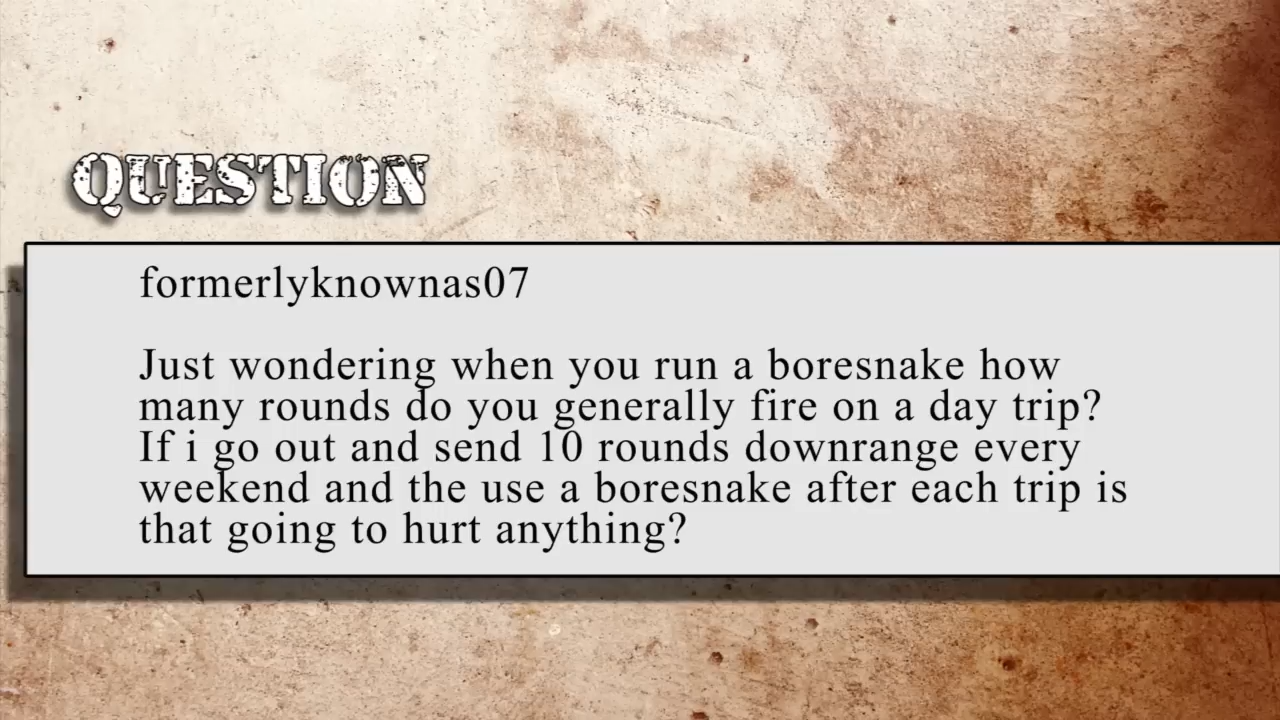 QUESTION
formerlyknownas07
Just wondering when you run a boresnake how
many rounds do you generally fire on a day trip?
If i go out and send 10 rounds downrange every
weekend and the use a boresnake after each trip is
that going to hurt anything?